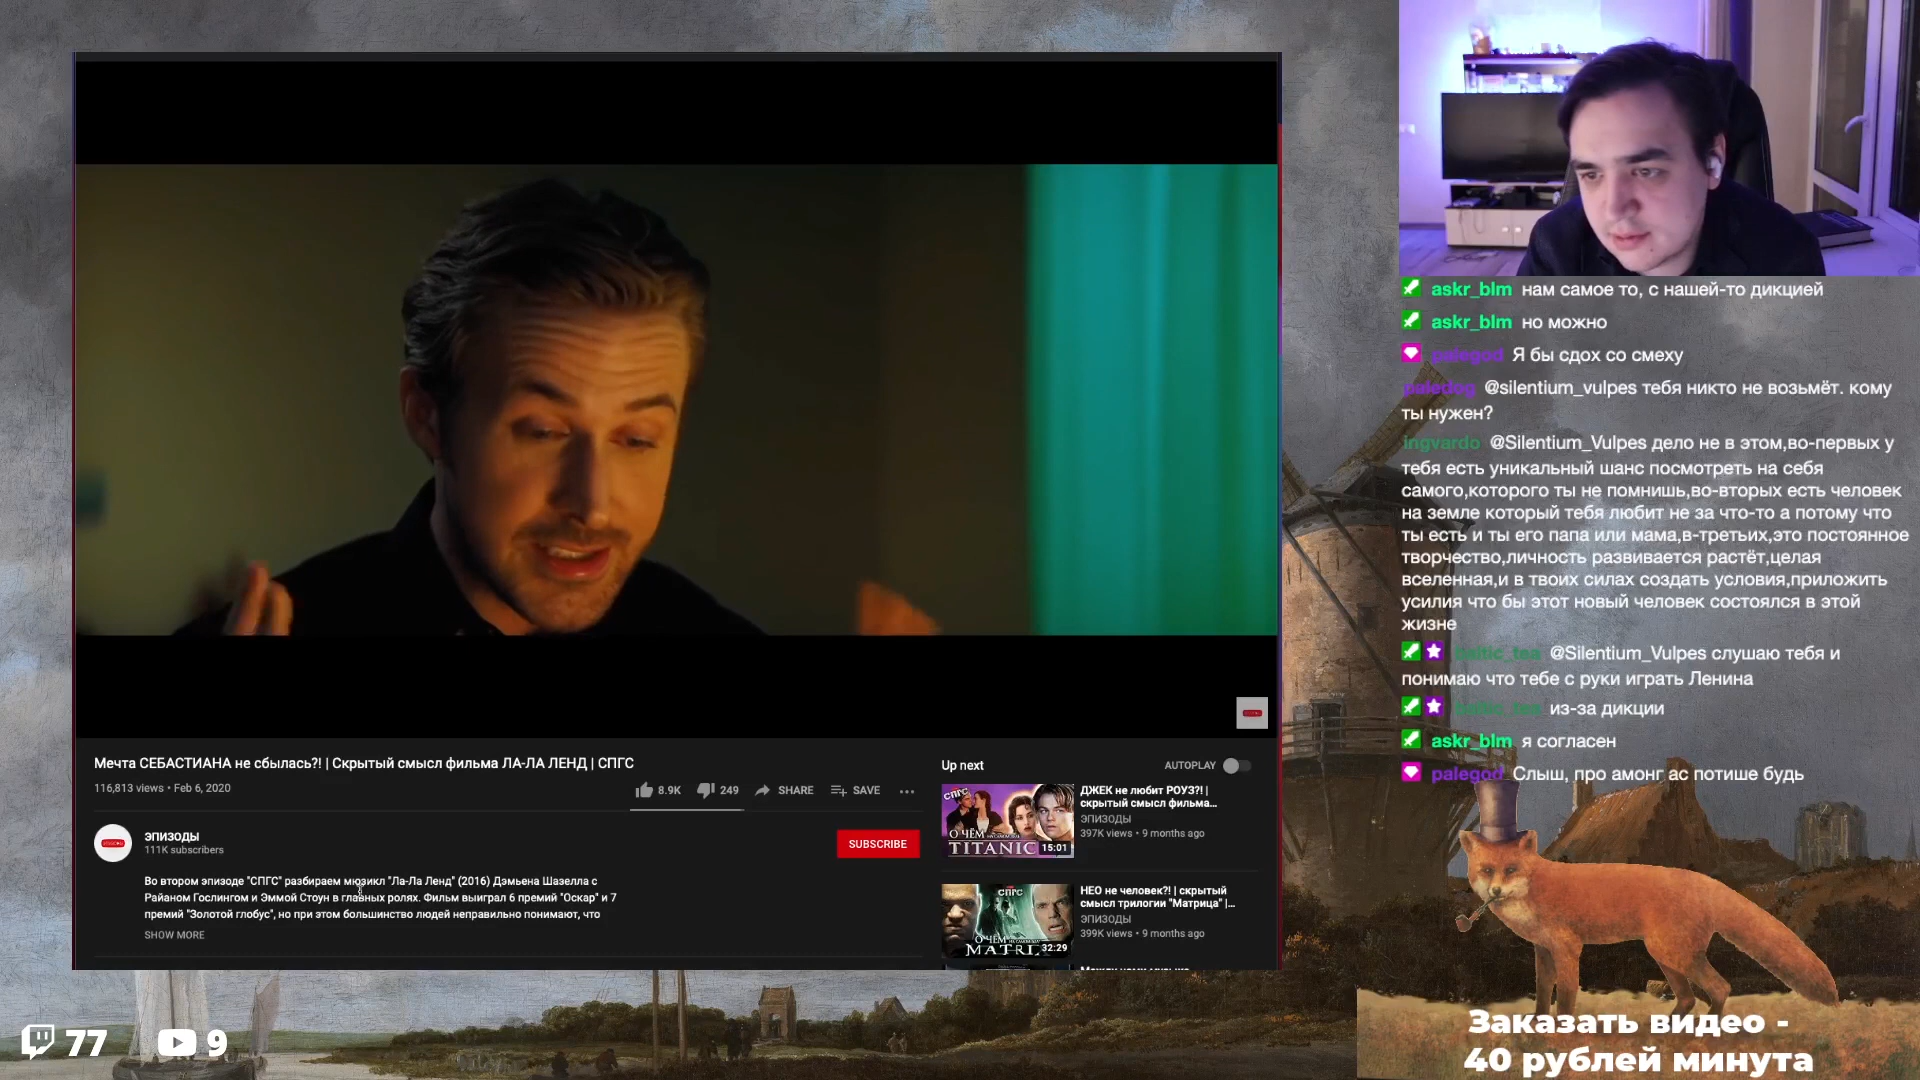 Мечта СЕБАСТИАНА не сбылась?! | Скрытый смысл фильма ЛА-ЛА ЛЕНД | СПГС
116,813 views • Feb 6, 2020
8.9K
249
SHARE
SAVE
ЭПИЗОДЫ
111K subscribers
SUBSCRIBE
Во втором эпизоде "СПГС" разбираем мюзикл "Ла-Ла Ленд" (2016) Дэмьена Шазелла с
Райаном Гослингом и Эммой Стоун в главных ролях. Фильм выиграл 6 премий "Оскар" и 7
премий "Золотой глобус", но при этом большинство людей неправильно понимают, что
SHOW MORE
Up next
AUTOPLAY
СПГС
О ЧЁМ
TITANIC
15:01
ДЖЕК не любит РОУЗ?! |
скрытый смысл фильма...
ЭПИЗОДЫ
397K views • 9 months ago
СПГС
О ЧЁМ
32:29
НЕО не человек?! | скрытый
смысл трилогии "Матрица" |...
ЭПИЗОДЫ
399K views • 9 months ago
askr_blm нам самое то, с нашей-то дикцией
askr_blm но можно
palegod Я бы сдох со смеху
paledog @silentium_vulpes тебя никто не возьмёт. кому
ты нужен?
ingvardo @Silentium_Vulpes дело не в этом,во-первых у
тебя есть уникальный шанс посмотреть на себя
самого,которого ты не помнишь,во-вторых есть человек
на земле который тебя любит не за что-то а потому что
ты есть и ты его папа или мама,в-третьих,это постоянное
творчество,личность развивается растёт,целая
вселенная,и в твоих силах создать условия,приложить
усилия что бы этот новый человек состоялся в этой
жизне
baltic_tea @Silentium_Vulpes слушаю тебя и
понимаю что тебе с руки играть Ленина
baltic_tea из-за дикции
askr_blm я согласен
palegod Слыш, про амонг ас потише будь
77
9
Заказать видео -
40 рублей минута